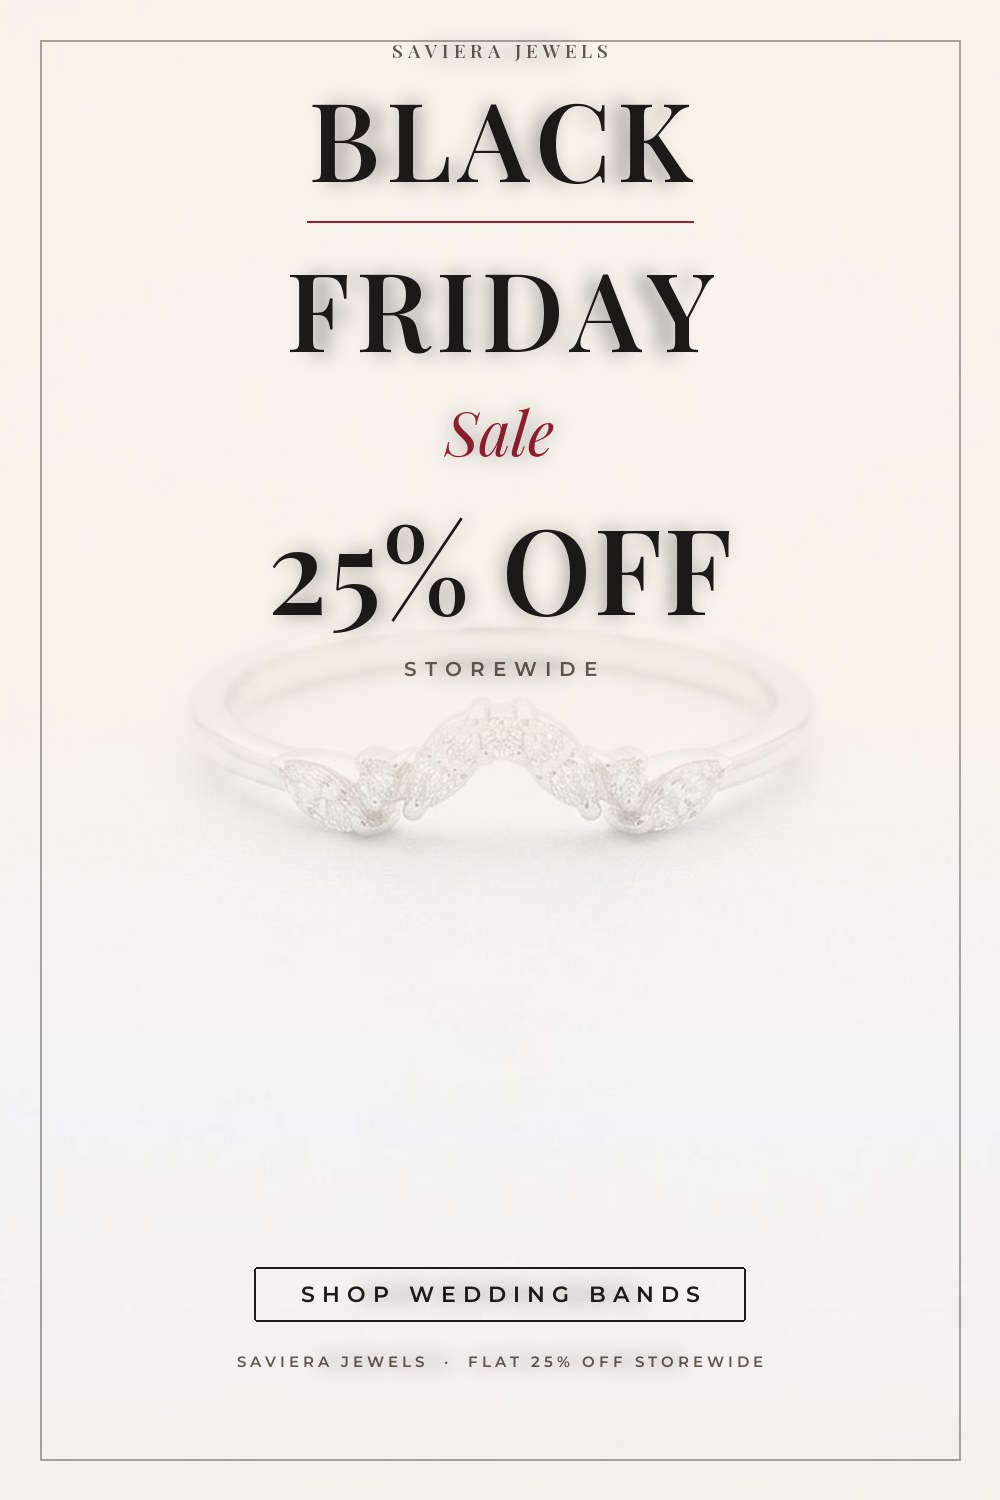 SAVIERA JEWELS
BLACK
FRIDAY
Sale
25% OFF
STOREWIDE
SHOP WEDDING BANDS
SAVIERA JEWELS · FLAT 25% OFF STOREWIDE